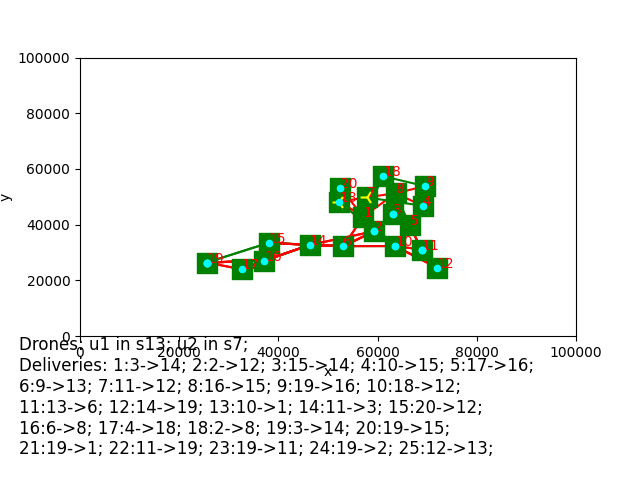 100000
80000
60000
40000
20000
0
y
0 20000 40000 60000 80000 100000
x
Drones: u1 in s13; u2 in s7;
Deliveries: 1:3->14; 2:2->12; 3:15->14; 4:10->15; 5:17->16;
6:9->13; 7:11->12; 8:16->15; 9:19->16; 10:18->12;
11:13->6; 12:14->19; 13:10->1; 14:11->3; 15:20->12;
16:6->8; 17:4->18; 18:2->8; 19:3->14; 20:19->15;
21:19->1; 22:11->19; 23:19->11; 24:19->2; 25:12->13;